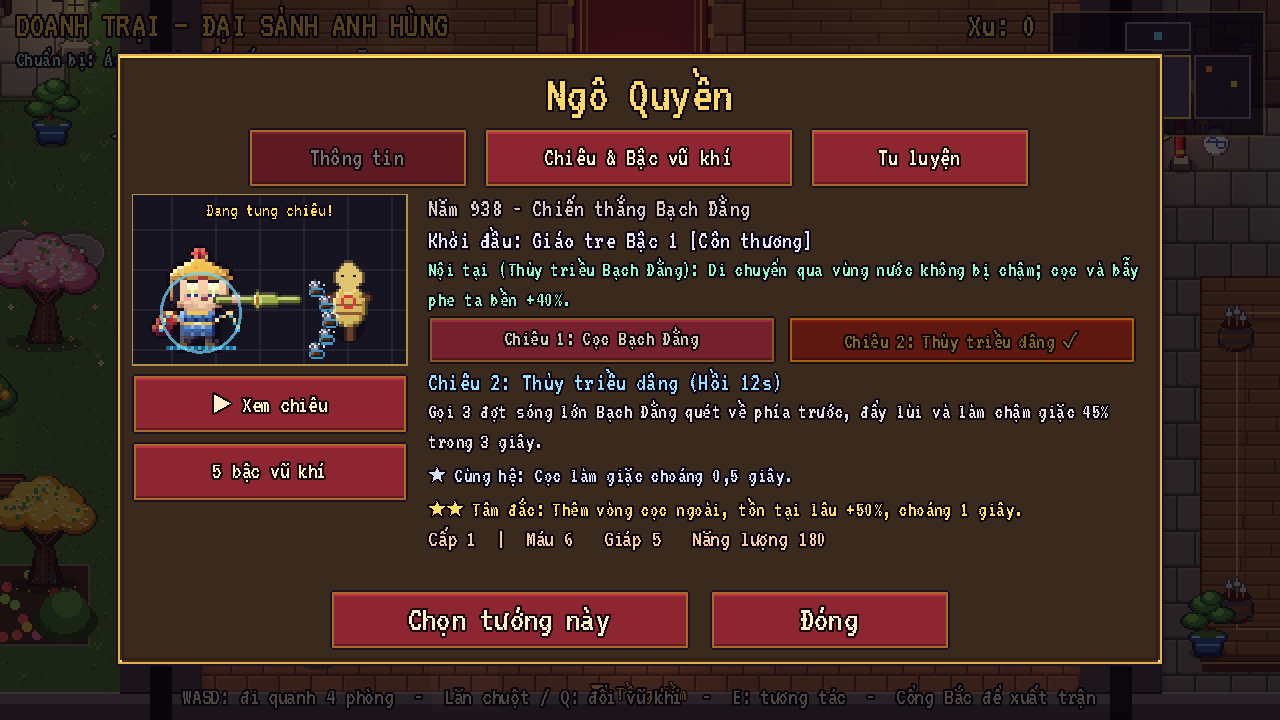 DOANH TRẠI - ĐẠI SẢNH ANH HÙNG
Xu: 0
Chuẩn bị:
Ngô Quyền
Thông tin
Chiêu & Bậc vũ khí
Tu luyện
Đang tung chiêu!
Năm 938 - Chiến thắng Bạch Đằng
Khởi đầu: Giáo tre Bậc 1 [Côn thương]
Nội tại (Thủy triều Bạch Đằng): Di chuyển qua vùng nước không bị chậm; cọc và bẫy
phe ta bền +40%.
Chiêu 1: Cọc Bạch Đằng
Chiêu 2: Thủy triều dâng ✓
Chiêu 2: Thủy triều dâng (Hồi 12s)
Gọi 3 đợt sóng lớn Bạch Đằng quét về phía trước, đẩy lùi và làm chậm giặc 45%
trong 3 giây.
▶ Xem chiêu
5 bậc vũ khí
★ Cùng hệ: Cọc làm giặc choáng 0,5 giây.
★★ Tâm đắc: Thêm vòng cọc ngoài, tồn tại lâu +50%, choáng 1 giây.
Cấp 1 | Máu 6 Giáp 5 Năng lượng 180
Chọn tướng này
Đóng
WASD: đi quanh 4 phòng - Lăn chuột / Q: đổi vũ khí - E: tương tác - Cổng Bắc để xuất trận